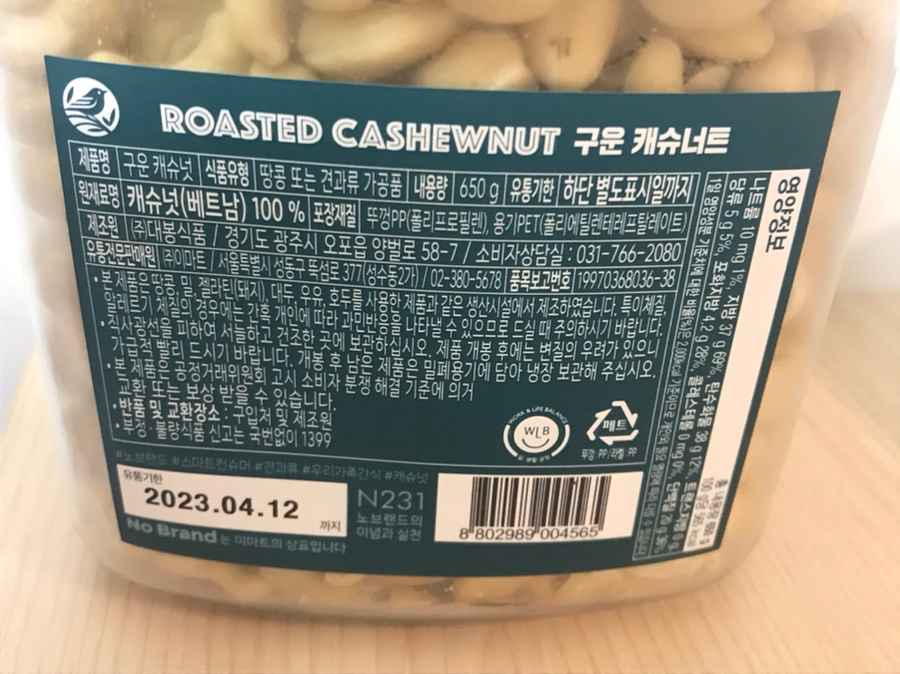 ROASTED CASHEWNUT 구운 캐슈너트
제품명 구운 캐슈넛 식품유형 땅콩 또는 견과류 가공품 내용량 650 g 유통기한 하단 별도표시일까지
원재료명 캐슈넛(베트남) 100 % 포장재질 뚜껑PP(폴리프로필렌), 용기PET(폴리에틸렌테레프탈레이트)
제조원 (주)대봉식품 / 경기도 광주시 오포읍 양벌로 58-7 / 소비자상담실 : 031-766-2080
유통전문판매원 (주)이마트 / 서울특별시 성동구 뚝섬로 377(성수동2가) / 02-380-5678 품목보고번호 19970368036-38
• 본 제품은 땅콩, 밀, 젤라틴(돼지), 대두, 우유, 호두를 사용한 제품과 같은 생산시설에서 제조하였습니다. 특이체질,
알레르기 체질의 경우에는 간혹 개인에 따라 과민반응을 나타낼 수 있으므로 드실 때 주의하시기 바랍니다.
• 직사광선을 피하여 서늘하고 건조한 곳에 보관하십시오. 제품 개봉 후에는 변질의 우려가 있으니
가급적 빨리 드시기 바랍니다. 개봉 후 남은 제품은 밀폐용기에 담아 냉장 보관해 주십시오.
• 본 제품은 공정거래위원회 고시 소비자 분쟁 해결 기준에 의거
교환 또는 보상 받을 수 있습니다.
• 반품 및 교환장소 : 구입처 및 제조원
• 부정·불량식품 신고는 국번없이 1399
WORK & LIFE BALANCE
WLB
페트
#노브랜드 #스마트컨슈머 #견과류 #우리가족간식 #캐슈넛
유통기한
2023.04.12 까지
N231
노브랜드의
이념과 실천
8 802989 004565
No Brand는 이마트의 상표입니다
영양정보
나트륨 10 mg 1% 지방 37 g 69%
당류 5 g 5% 포화지방 4.2 g 28% 콜레스테롤 0 mg 0%
탄수화물 38 g 12% 트랜스지방 0 g